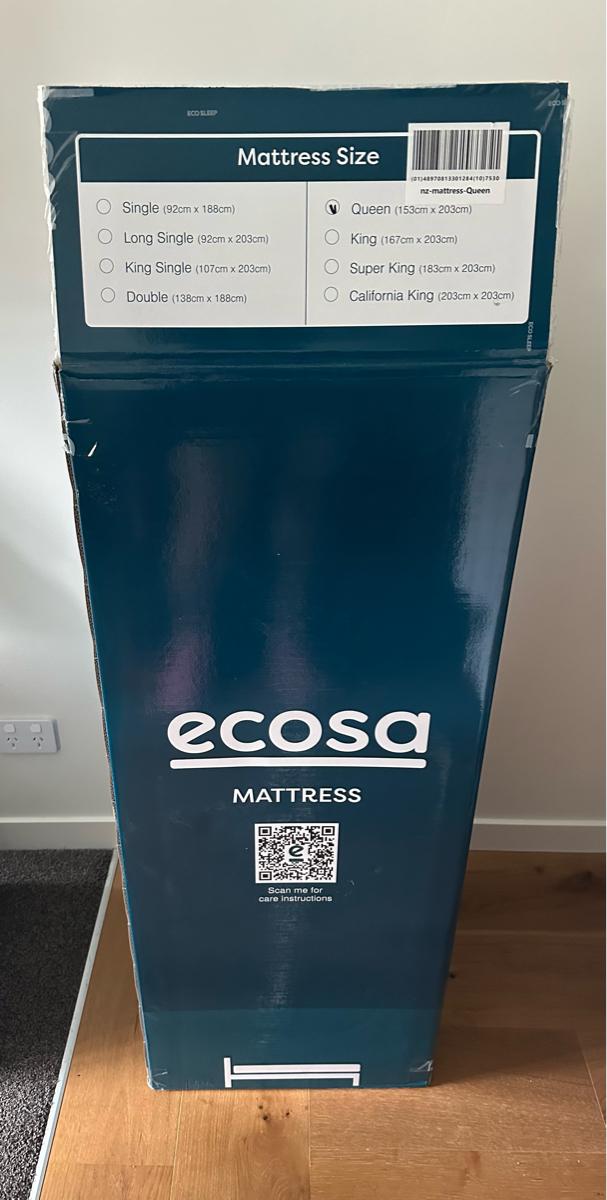 ECO SLEEP
Mattress Size
(01)48970813301284(10)7530
nz-mattress-Queen
Single (92cm x 188cm)
Long Single (92cm x 203cm)
King Single (107cm x 203cm)
Double (138cm x 188cm)
Queen (153cm x 203cm)
King (167cm x 203cm)
Super King (183cm x 203cm)
California King (203cm x 203cm)
ECO SLEEP
ecosa
MATTRESS
e
Scan me for
care instructions